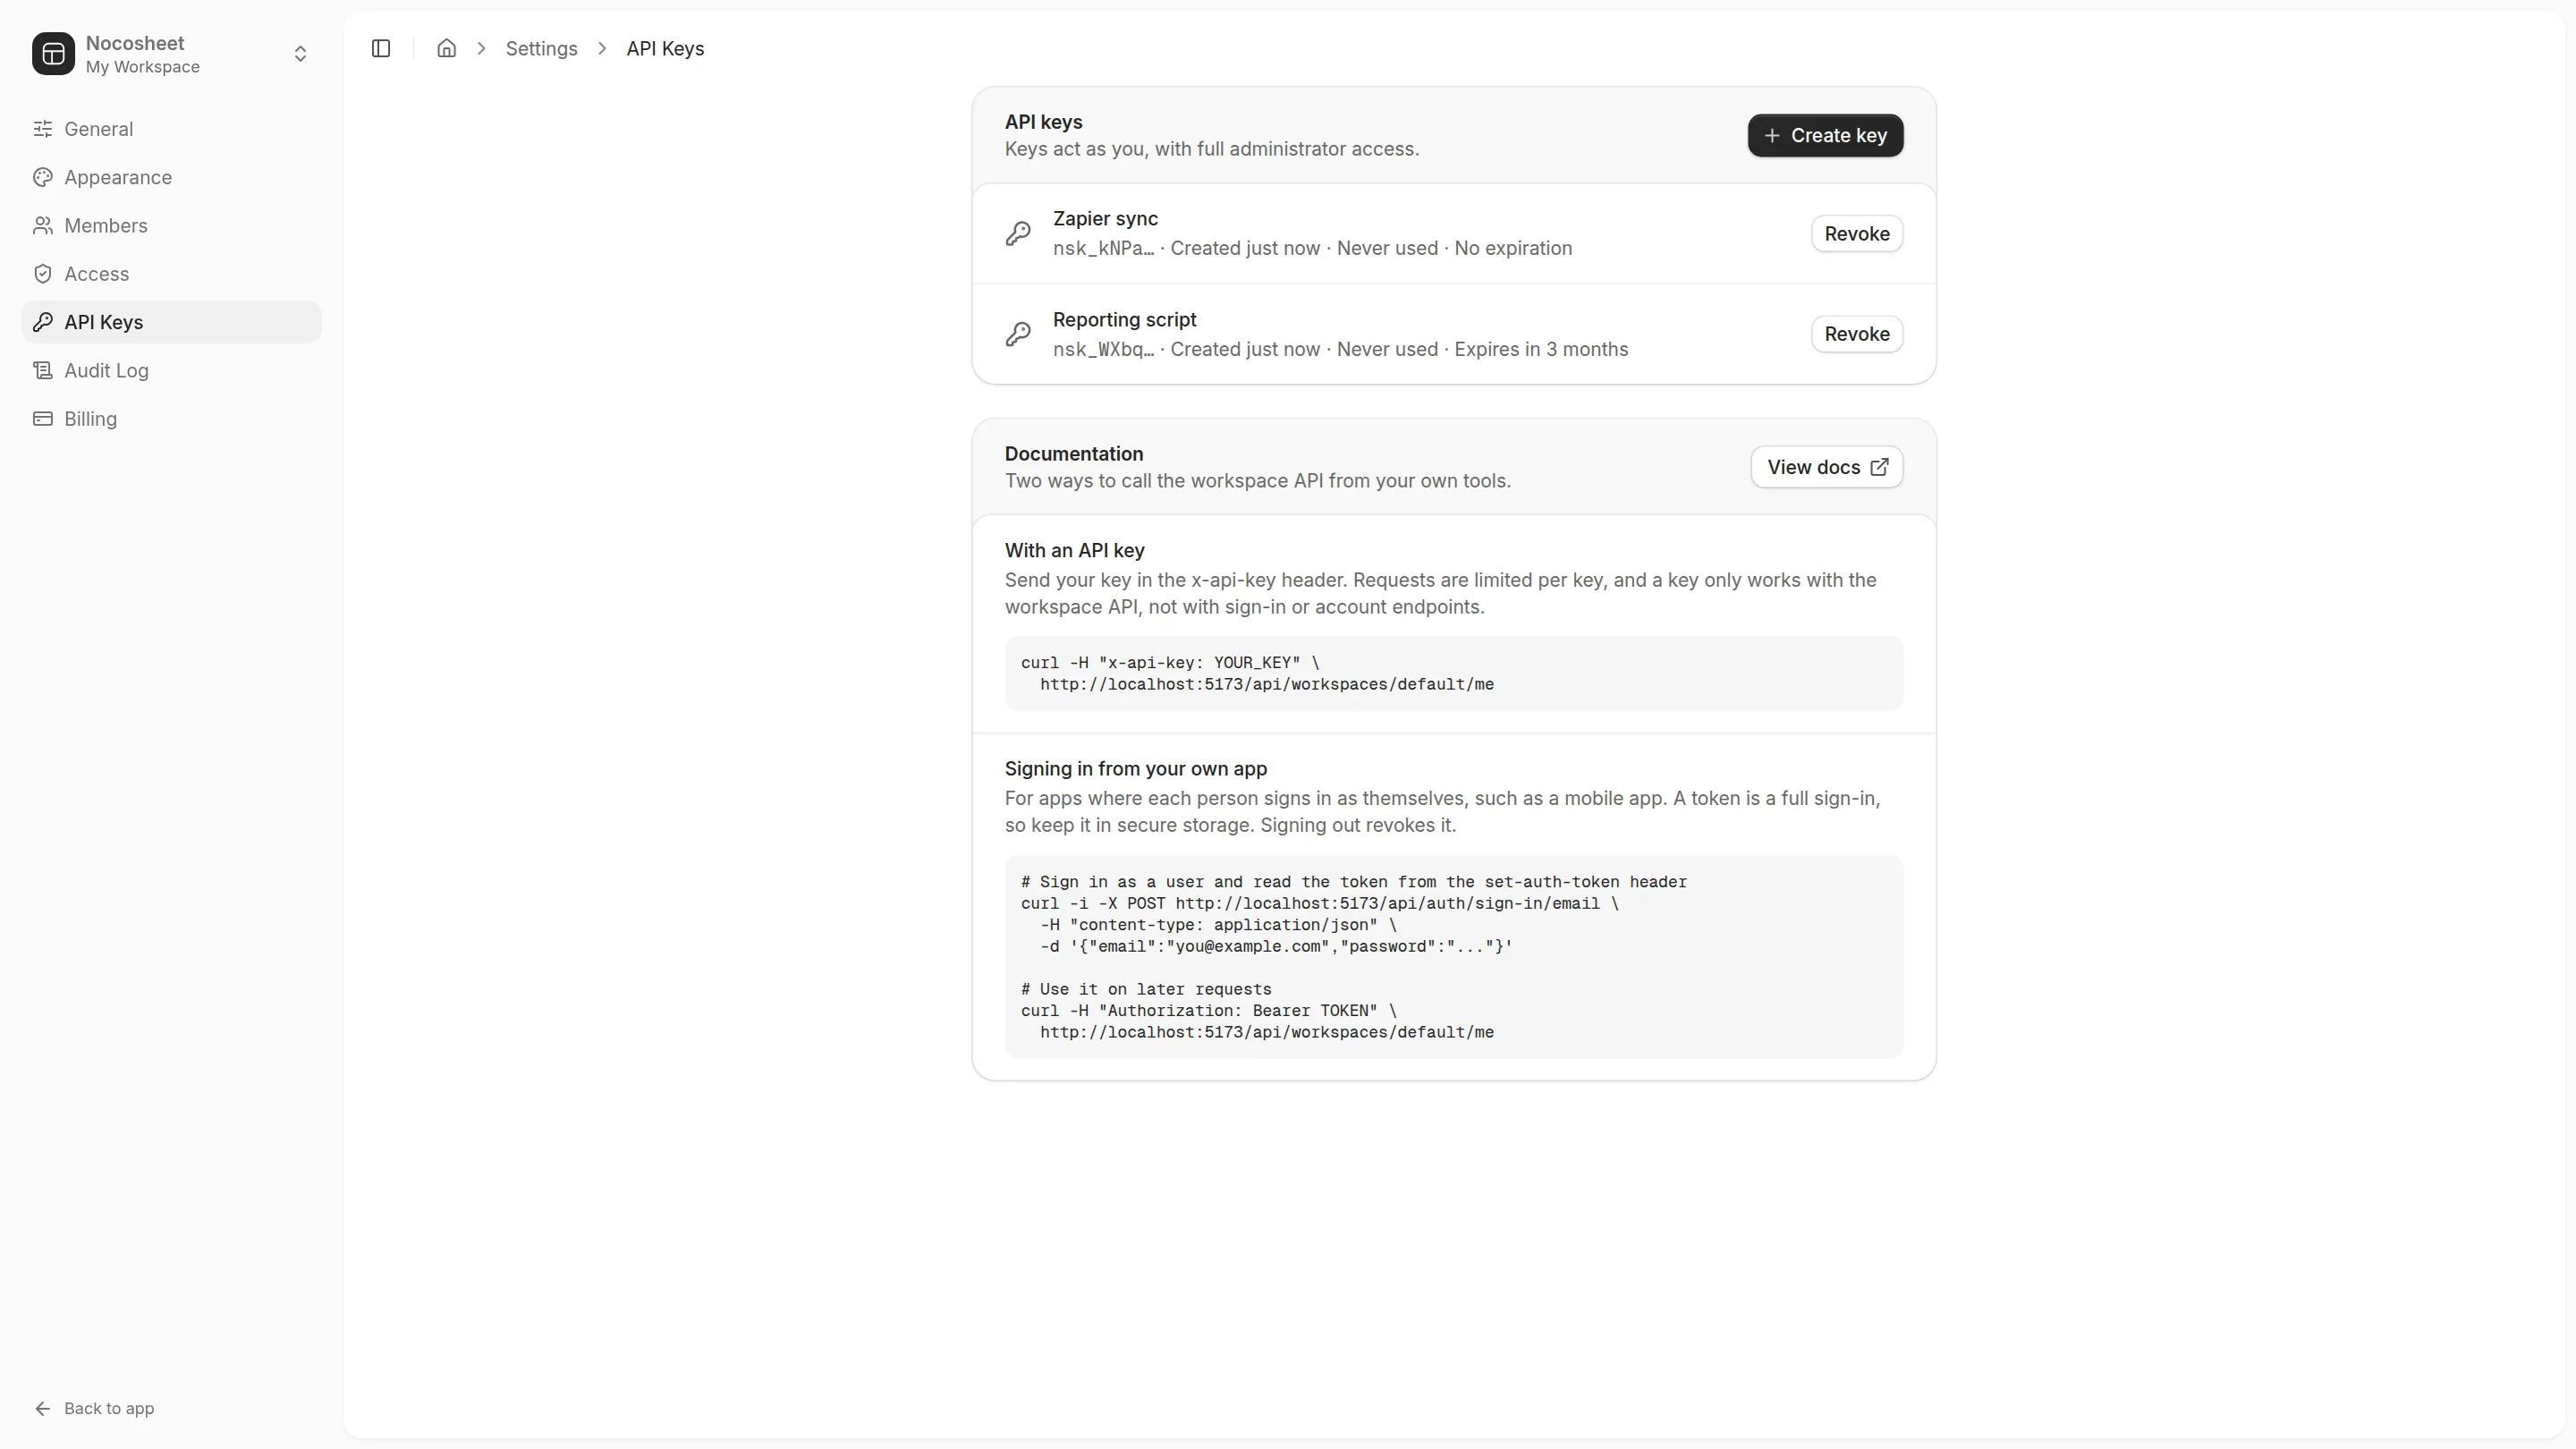 Nocosheet
My Workspace
General
Appearance
Members
Access
API Keys
Audit Log
Billing
Back to app
Settings
API Keys
API keys
Keys act as you, with full administrator access.
Create key
Zapier sync
nsk_kNPa… · Created just now · Never used · No expiration
Revoke
Reporting script
nsk_WXbq… · Created just now · Never used · Expires in 3 months
Revoke
Documentation
Two ways to call the workspace API from your own tools.
View docs
With an API key
Send your key in the x-api-key header. Requests are limited per key, and a key only works with the
workspace API, not with sign-in or account endpoints.
curl -H "x-api-key: YOUR_KEY" \
  http://localhost:5173/api/workspaces/default/me
Signing in from your own app
For apps where each person signs in as themselves, such as a mobile app. A token is a full sign-in,
so keep it in secure storage. Signing out revokes it.
# Sign in as a user and read the token from the set-auth-token header
curl -i -X POST http://localhost:5173/api/auth/sign-in/email \
  -H "content-type: application/json" \
  -d '{"email":"you@example.com","password":"..."}'
# Use it on later requests
curl -H "Authorization: Bearer TOKEN" \
  http://localhost:5173/api/workspaces/default/me